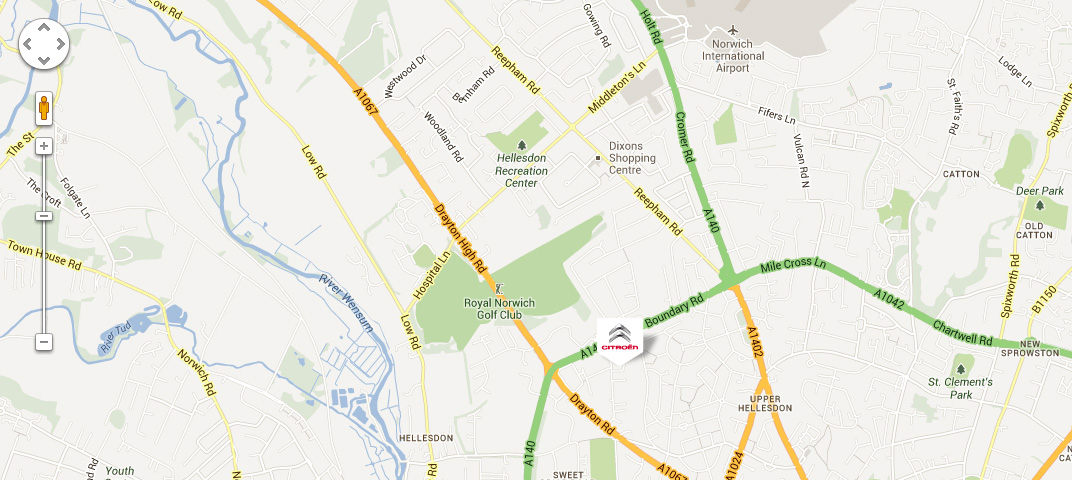 Low Rd
Low Rd
Gowing Rd
Holt Rd
Norwich
International
Airport
Reepham Rd
Westwood Dr
Middleton's Ln
Lodge Ln
A1067
St. Faith's Rd
Spixworth Rd
Woodland Rd
Fifers Ln
Cromer Rd
The St
Low Rd
Hellesdon
Recreation
Center
Dixons
Shopping
Centre
Vulcan Rd N
CATTON
The Croft
Folgate Ln
Deer Park
Reepham Rd
A140
OLD
CATTON
Drayton High Rd
Town House Rd
Hospital Ln
Mile Cross Ln
Spixworth Rd
B1150
River Wensum
A1042
Royal Norwich
Golf Club
Boundary Rd
Low Rd
River Tud
A1402
Chartwell Rd
CITROËN
NEW
SPROWSTON
Norwich Rd
St. Clement's
Park
Drayton Rd
UPPER
HELLESDON
HELLESDON
A140
A1024
A1067
Youth
SWEET
Rd